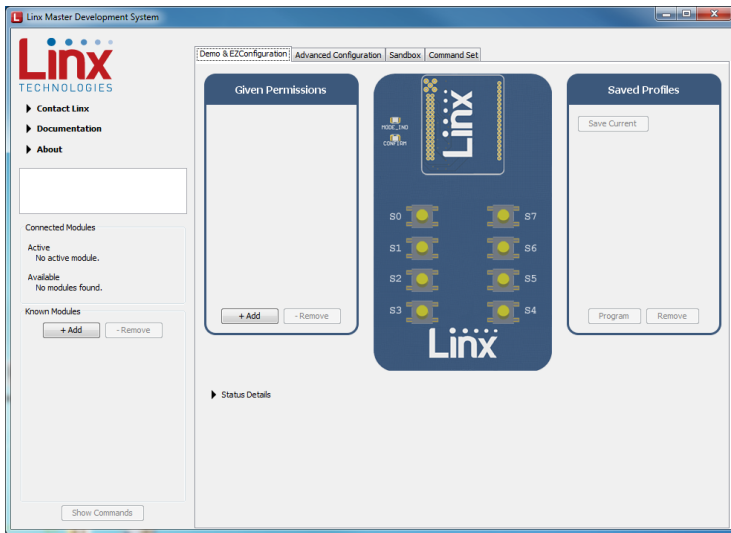 Linx Master Development System
Linx
TECHNOLOGIES
Contact Linx
Documentation
About
Connected Modules
Active
No active module.
Available
No modules found.
Known Modules
+ Add
- Remove
Show Commands
Demo & EZConfiguration
Advanced Configuration
Sandbox
Command Set
Given Permissions
+ Add
- Remove
Linx
MODE_IND
CONFIRM
S0
S7
S1
S6
S2
S5
S3
S4
Linx
Saved Profiles
Save Current
Program
Remove
Status Details